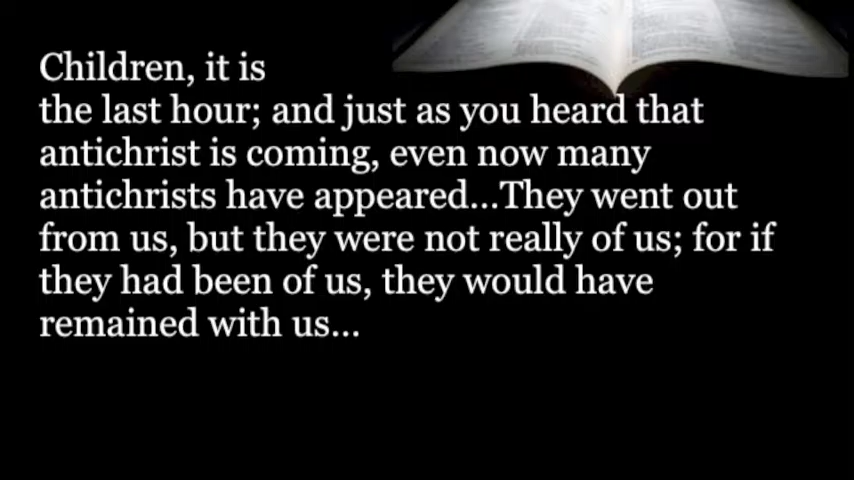 Children, it is
the last hour; and just as you heard that
antichrist is coming, even now many
antichrists have appeared...They went out
from us, but they were not really of us; for if
they had been of us, they would have
remained with us...